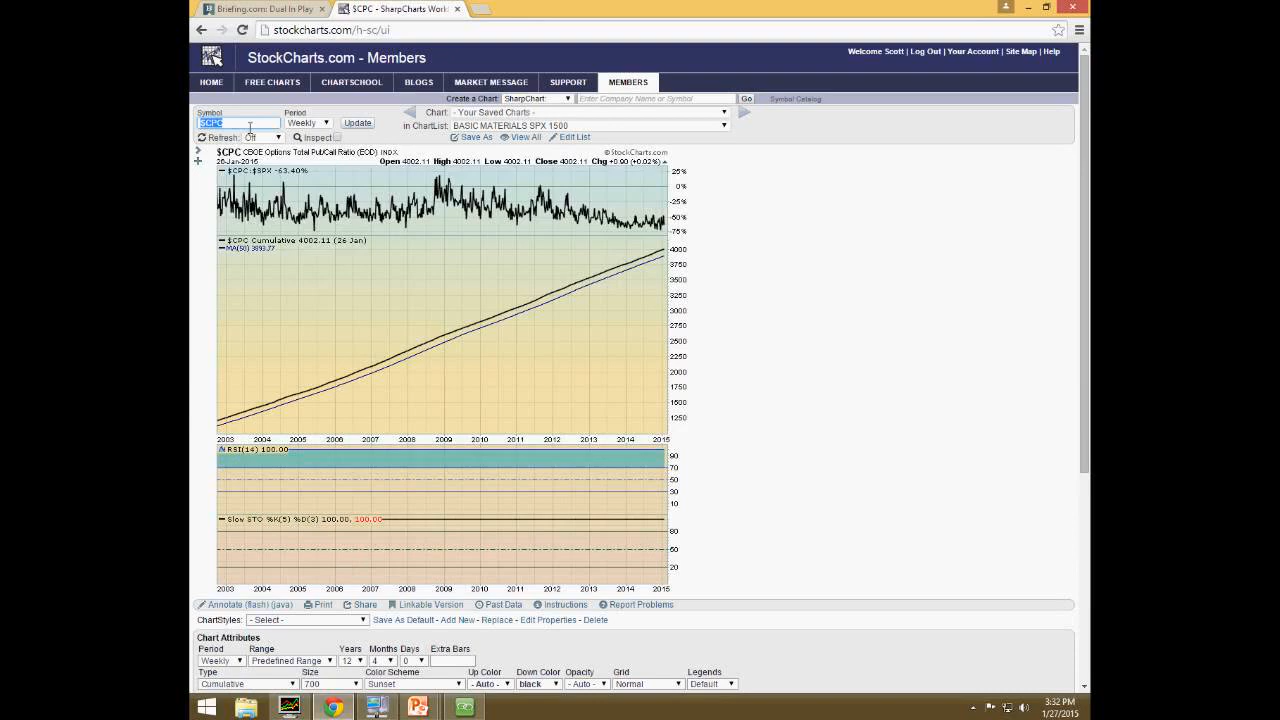 Briefing.com: Dual In Play
$CPC - SharpCharts Work
stockcharts.com/h-sc/ui
StockCharts.com - Members
Welcome Scott | Log Out | Your Account | Site Map | Help
HOME FREE CHARTS CHARTSCHOOL BLOGS MARKET MESSAGE SUPPORT MEMBERS
Create a Chart: SharpChart: Enter Company Name or Symbol Go Symbol Catalog
Symbol Period Chart: - Your Saved Charts -
$CPC Weekly Update in ChartList: BASIC MATERIALS SPX 1500
Refresh: Off Inspect Save As View All Edit List
$CPC CBOE Options Total Put/Call Ratio (EOD) INDX © StockCharts.com
26-Jan-2015 Open 4002.11 High 4002.11 Low 4002.11 Close 4002.11 Chg +0.90 (+0.02%)
$CPC:$SPX -63.40%
25%
0%
-25%
-50%
-75%
$CPC Cumulative 4002.11 (26 Jan)
MA(50) 3893.77
4000
3750
3500
3250
3000
2750
2500
2250
2000
1750
1500
1250
2003 2004 2005 2006 2007 2008 2009 2010 2011 2012 2013 2014 2015
RSI(14) 100.00
90
70
50
30
10
Slow STO %K(5) %D(3) 100.00, 100.00
80
50
20
2003 2004 2005 2006 2007 2008 2009 2010 2011 2012 2013 2014 2015
Annotate (flash) (java) Print Share Linkable Version Past Data Instructions Report Problems
ChartStyles: - Select - Save As Default - Add New - Replace - Edit Properties - Delete
Chart Attributes
Period Range Years Months Days Extra Bars
Weekly Predefined Range 12 4 0
Type Size Color Scheme Up Color Down Color Opacity Grid Legends
Cumulative 700 Sunset - Auto - black - Auto - Normal Default
3:32 PM
1/27/2015